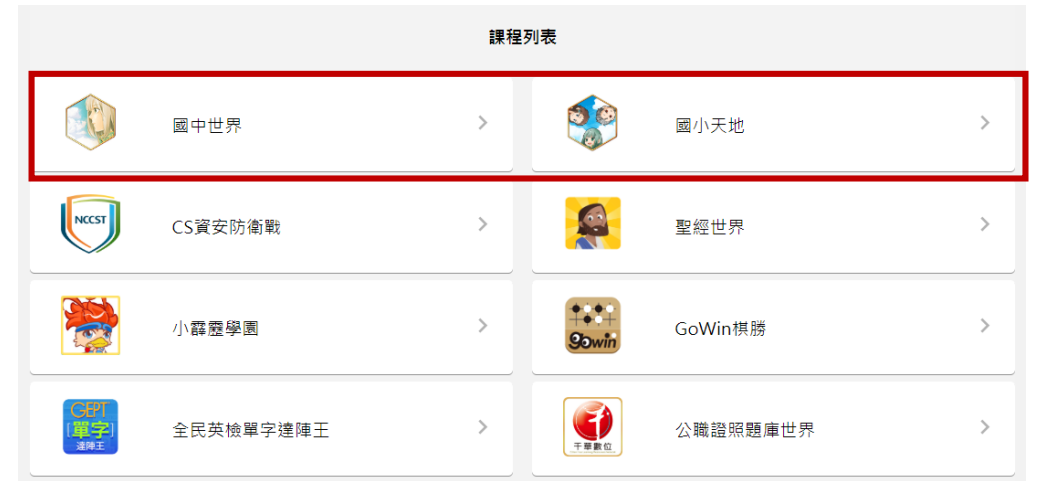 課程列表
國中世界
國小天地
NCCST
CS資安防衛戰
聖經世界
小霹靂學園
gowin
GoWin棋勝
GEPT
[單字]
達陣王
全民英檢單字達陣王
千華數位
公職證照題庫世界